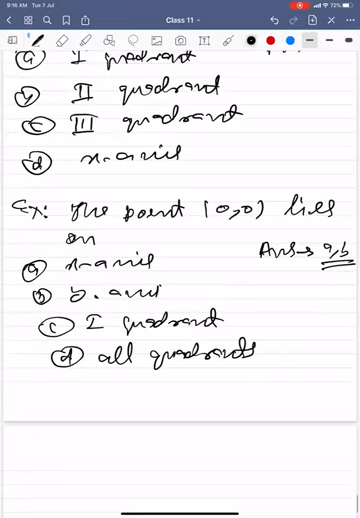 9:16 AM Tue 7 Jul
72%
Class 11
a I quadrant
b II quadrant
c III quadrant
d x-axis
Ex: The point (0,0) lies
on
Ans → a,b
a x-axis
b y-axis
c I quadrant
d all quadrants